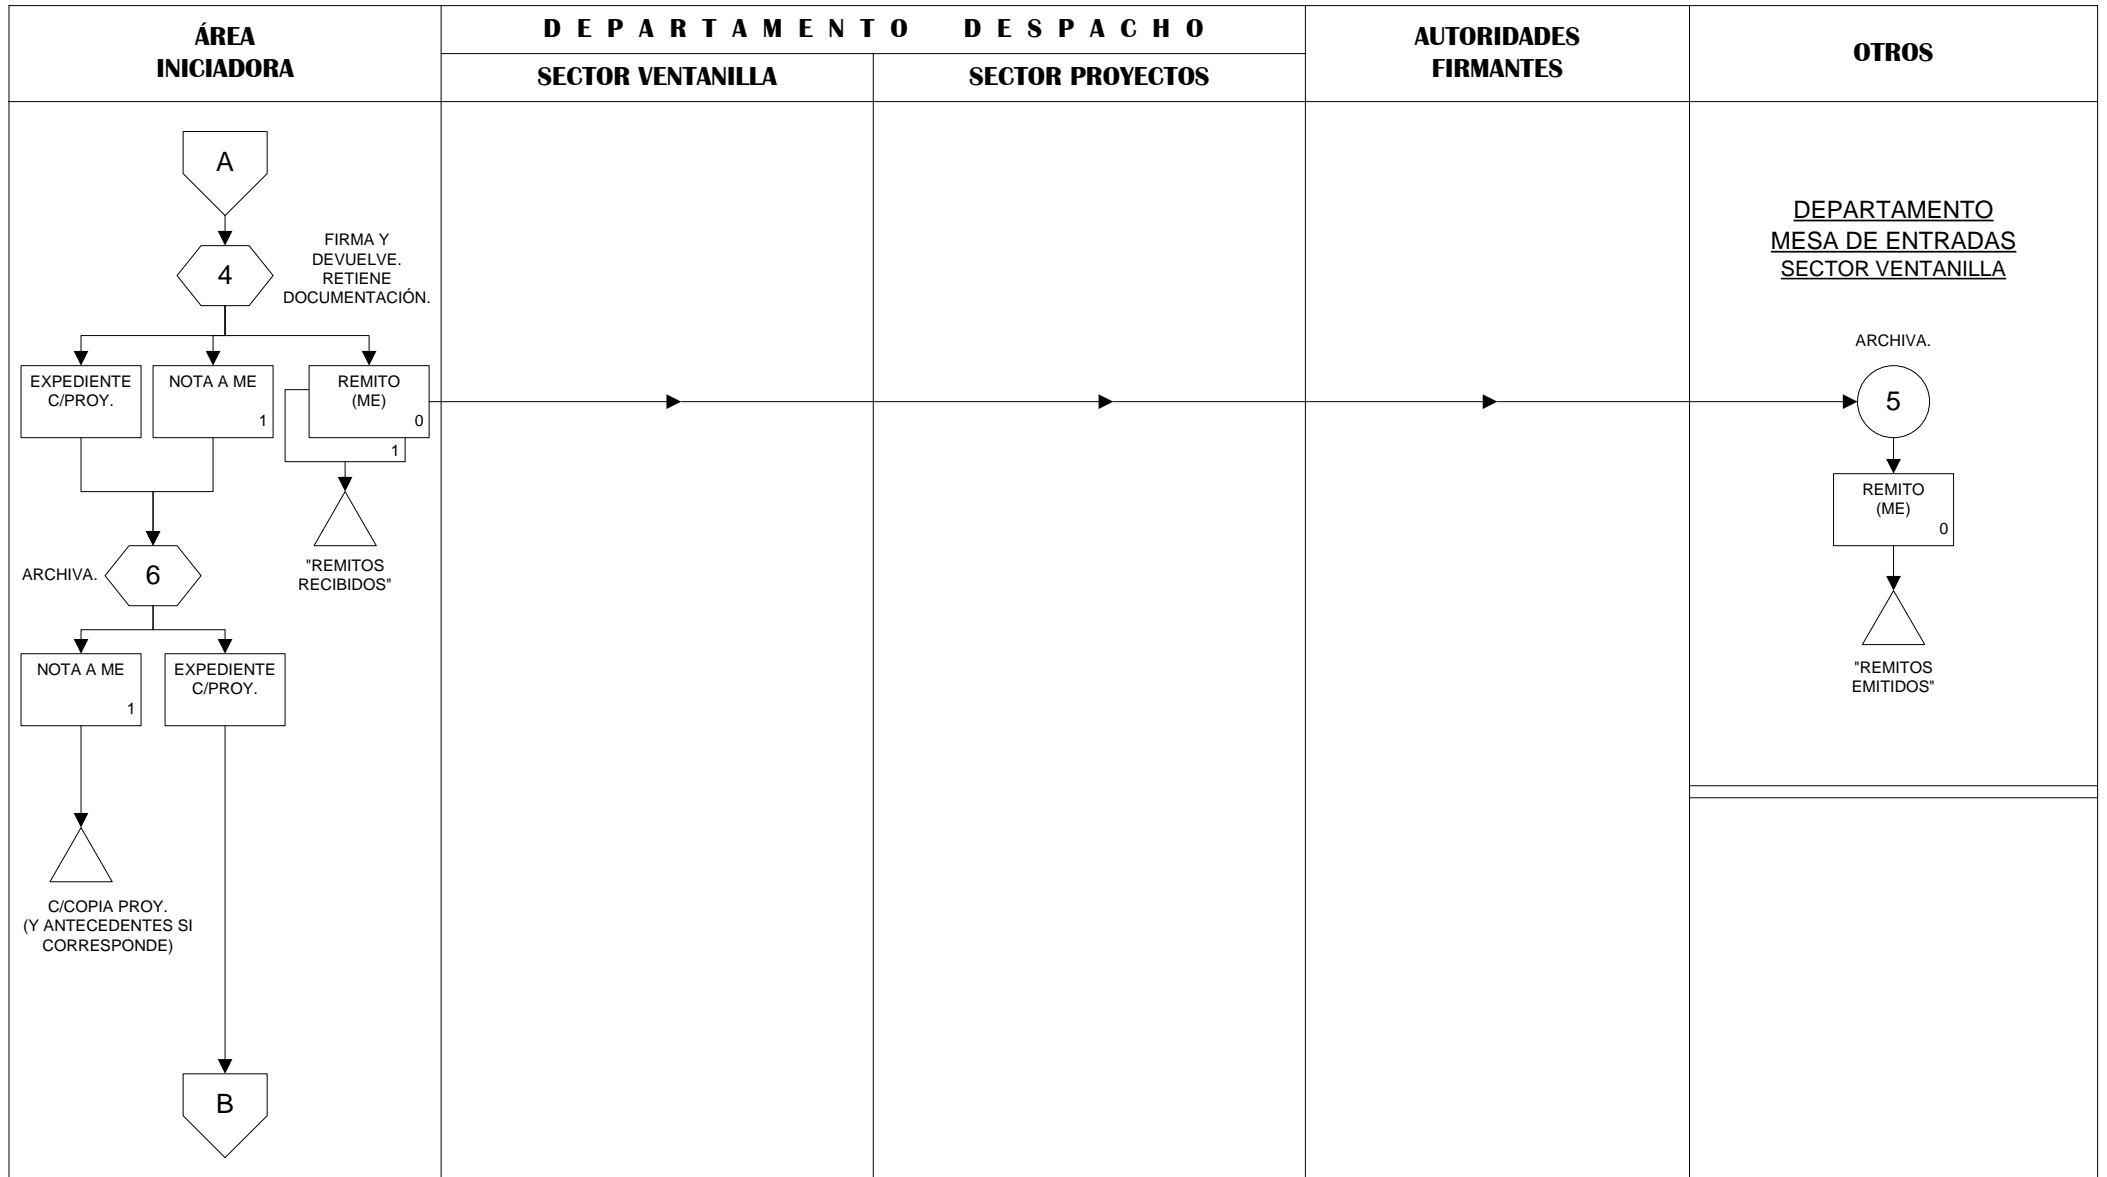 ÁREA
INICIADORA
DEPARTAMENTO DESPACHO
SECTOR VENTANILLA
SECTOR PROYECTOS
AUTORIDADES
FIRMANTES
OTROS
A
4
FIRMA Y
DEVUELVE.
RETIENE
DOCUMENTACIÓN.
EXPEDIENTE
C/PROY.
NOTA A ME
1
REMITO
(ME)
0
1
"REMITOS
RECIBIDOS"
ARCHIVA.
6
NOTA A ME
1
EXPEDIENTE
C/PROY.
C/COPIA PROY.
(Y ANTECEDENTES SI
CORRESPONDE)
B
DEPARTAMENTO
MESA DE ENTRADAS
SECTOR VENTANILLA
ARCHIVA.
5
REMITO
(ME)
0
"REMITOS
EMITIDOS"